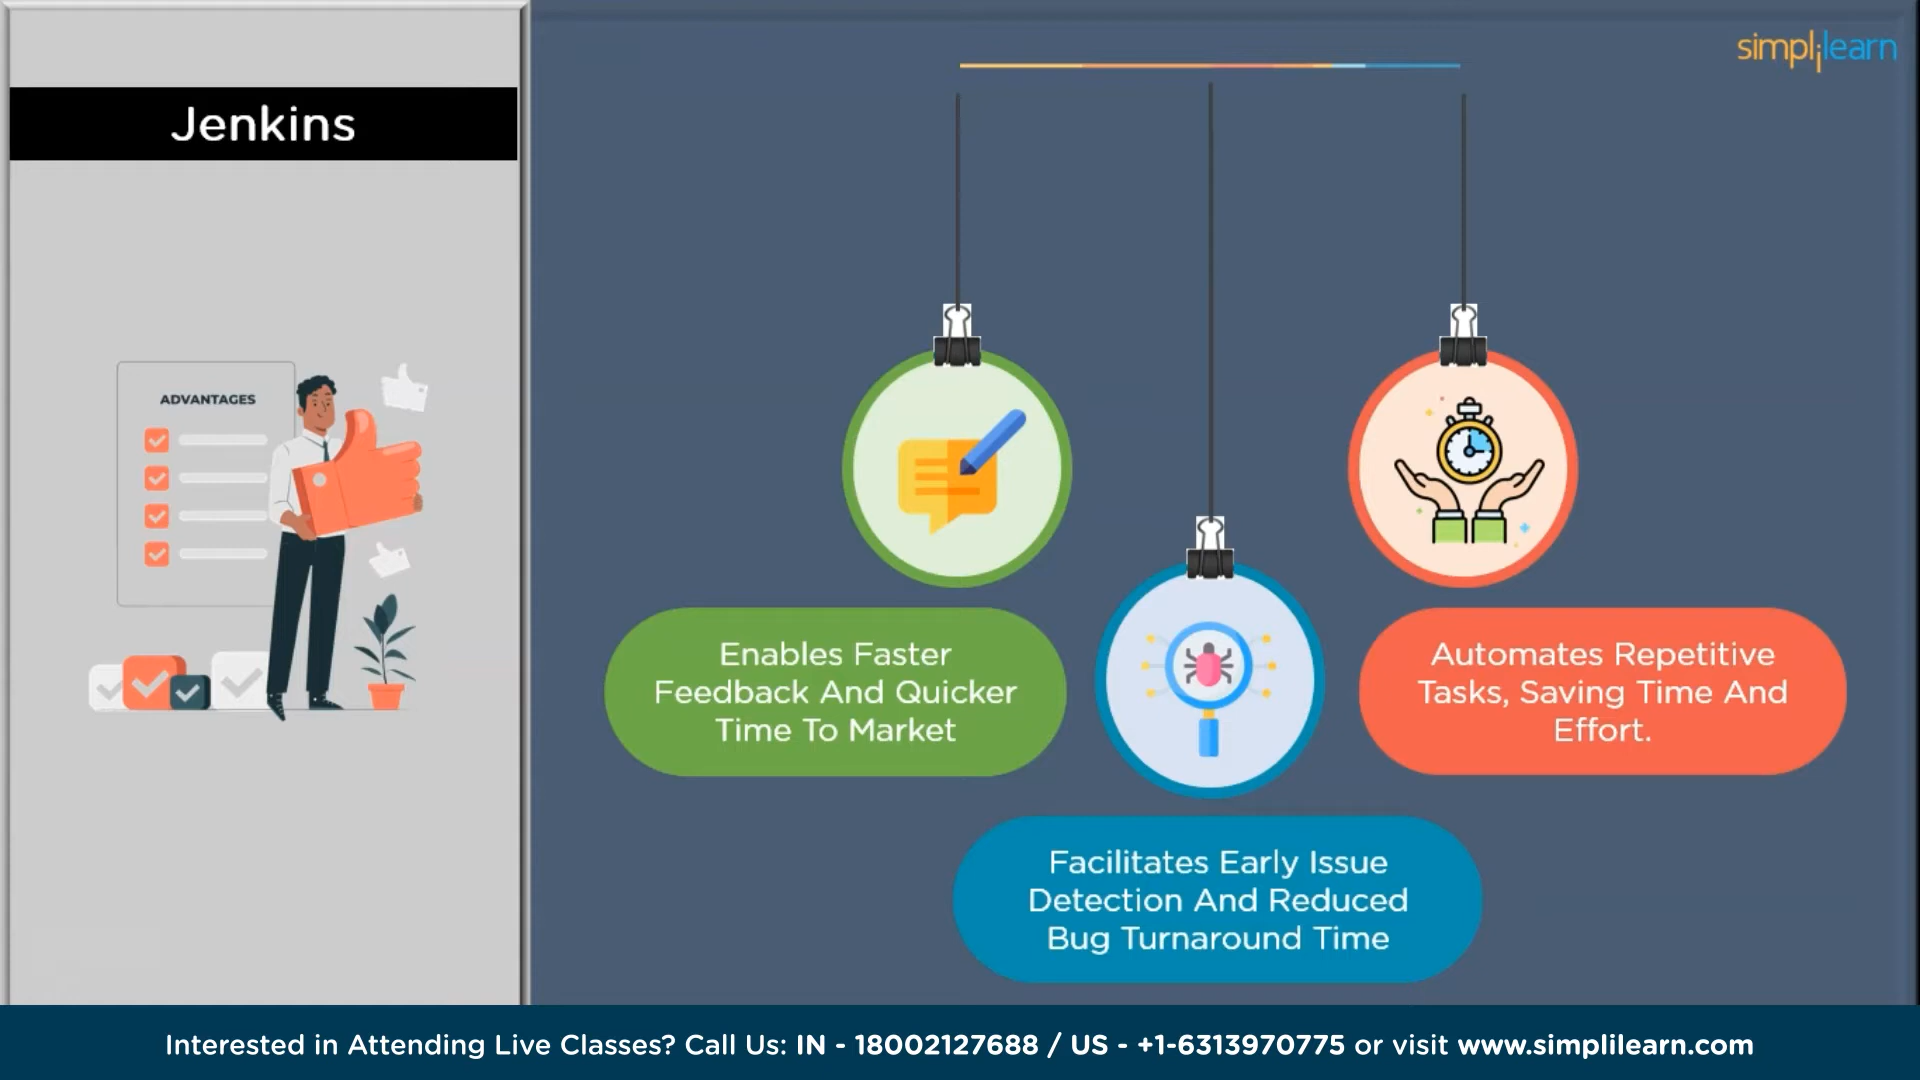 Jenkins
simplilearn
ADVANTAGES
Enables Faster
Feedback And Quicker
Time To Market
Facilitates Early Issue
Detection And Reduced
Bug Turnaround Time
Automates Repetitive
Tasks, Saving Time And
Effort.
Interested in Attending Live Classes? Call Us: IN - 18002127688 / US - +1-6313970775 or visit www.simplilearn.com